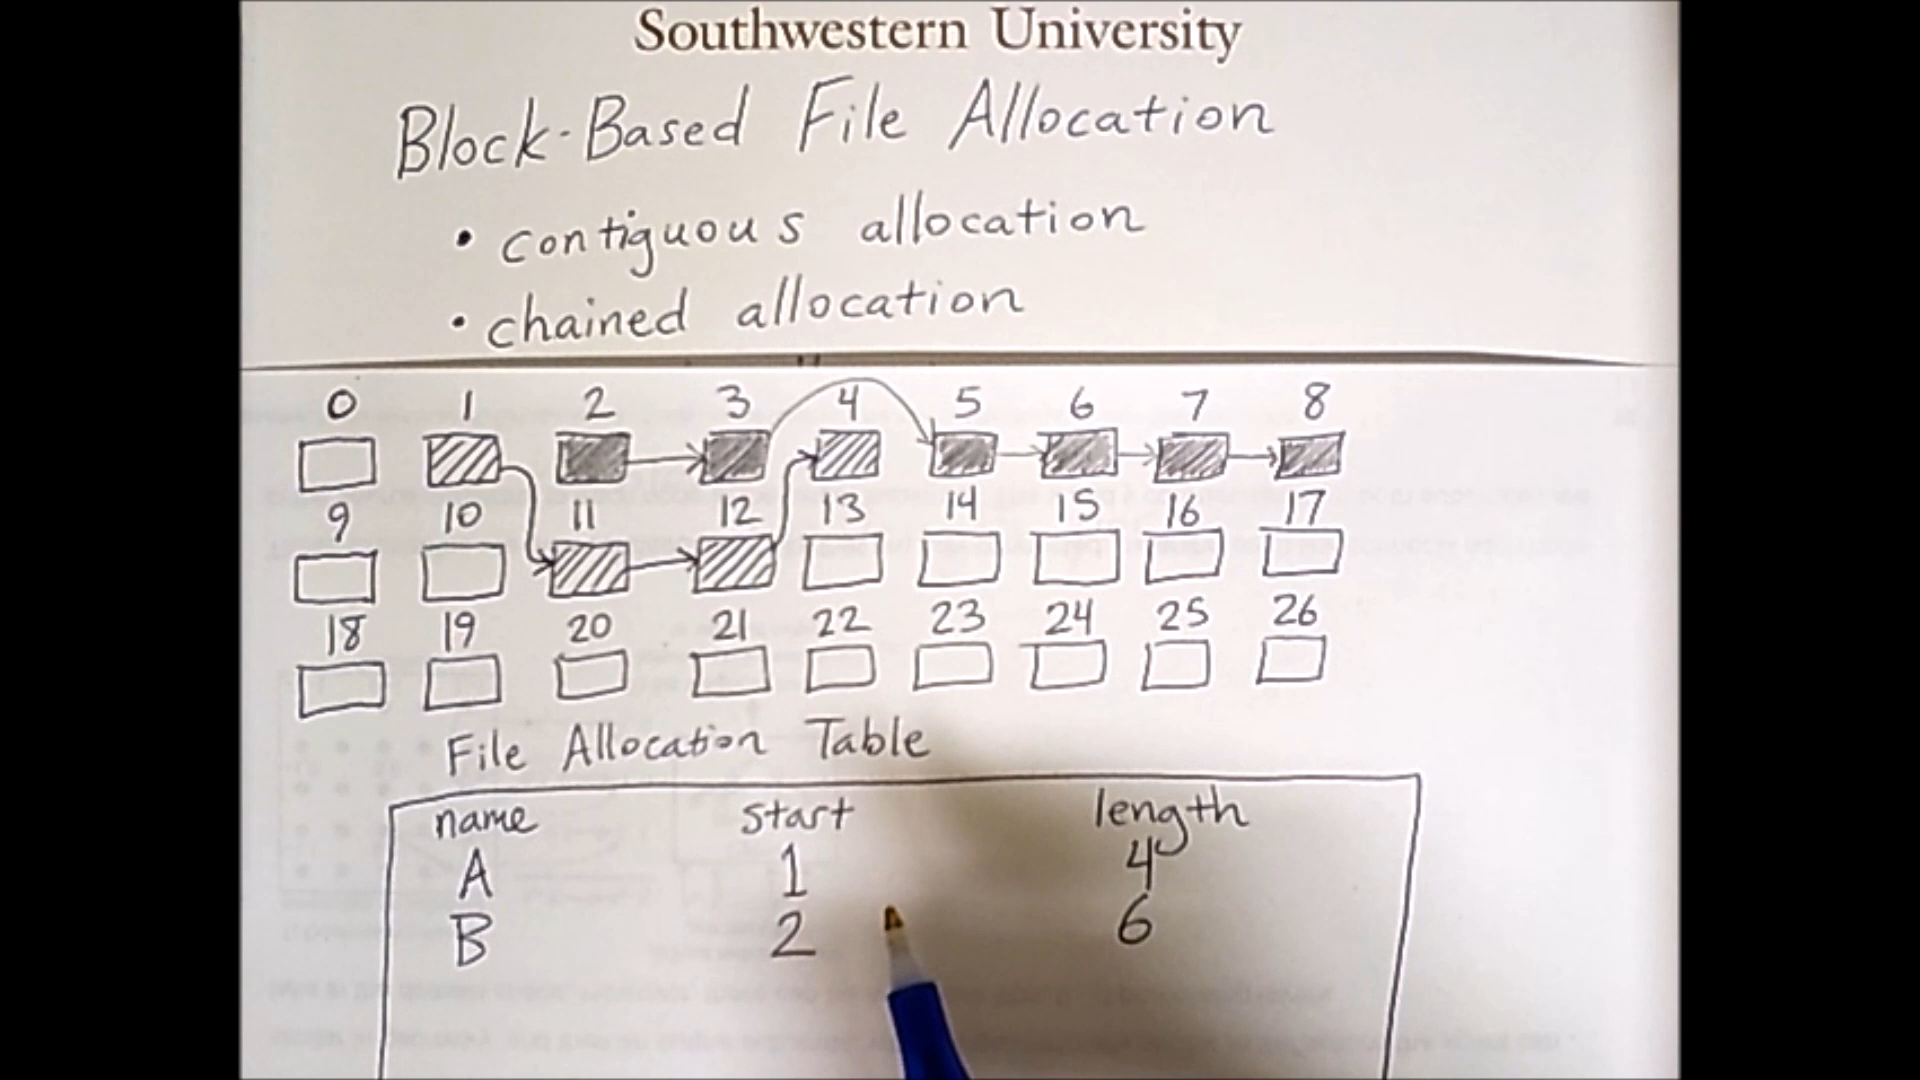 Southwestern University
Block-Based File Allocation
• contiguous allocation
• chained allocation
0 1 2 3 4 5 6 7 8
9 10 11 12 13 14 15 16 17
18 19 20 21 22 23 24 25 26
File Allocation Table
name start length
A 1 4
B 2 6